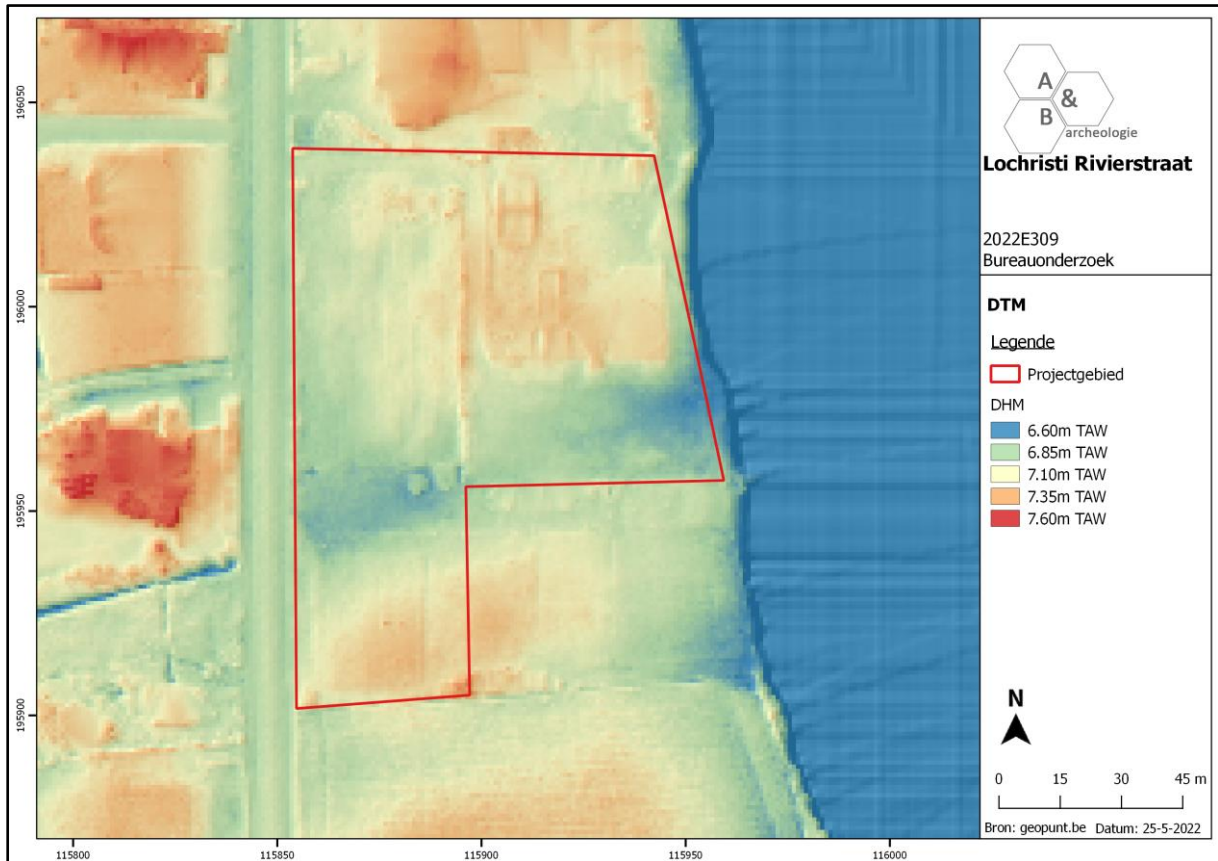 A
&
B
archeologie
Lochristi Rivierstraat
2022E309
Bureauonderzoek
DTM
Legende
Projectgebied
DHM
6.60m TAW
6.85m TAW
7.10m TAW
7.35m TAW
7.60m TAW
N
0 15 30 45 m
Bron: geopunt.be Datum: 25-5-2022
196050
196000
195950
195900
115800 115850 115900 115950 116000